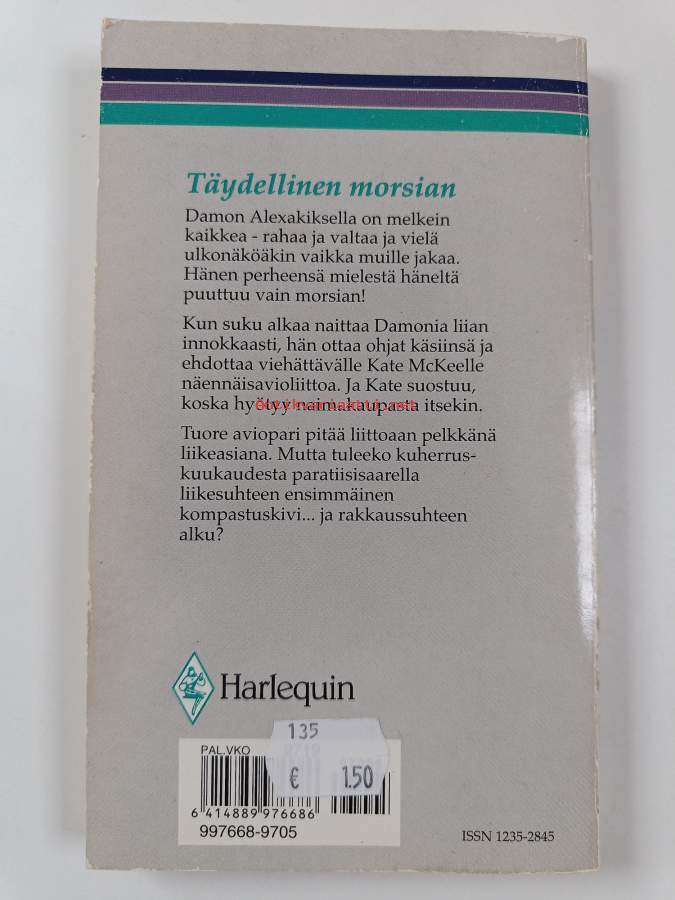 Täydellinen morsian
Damon Alexakiksella on melkein
kaikkea - rahaa ja valtaa ja vielä
ulkonäköäkin vaikka muille jakaa.
Hänen perheensä mielestä häneltä
puuttuu vain morsian!
Kun suku alkaa naittaa Damonia liian
innokkaasti, hän ottaa ohjat käsiinsä ja
ehdottaa viehättävälle Kate McKeelle
näennäisavioliittoa. Ja Kate suostuu,
koska hyötyy naimakaupasta itsekin.
antikvariaatti.net
Tuore aviopari pitää liittoaan pelkkänä
liikeasiana. Mutta tuleeko kuherrus-
kuukaudesta paratiisisaarella
liikesuhteen ensimmäinen
kompastuskivi... ja rakkaussuhteen
alku?
Harlequin
135
PAL.VKO
€ 1.50
6 414889 976686
997668-9705
ISSN 1235-2845